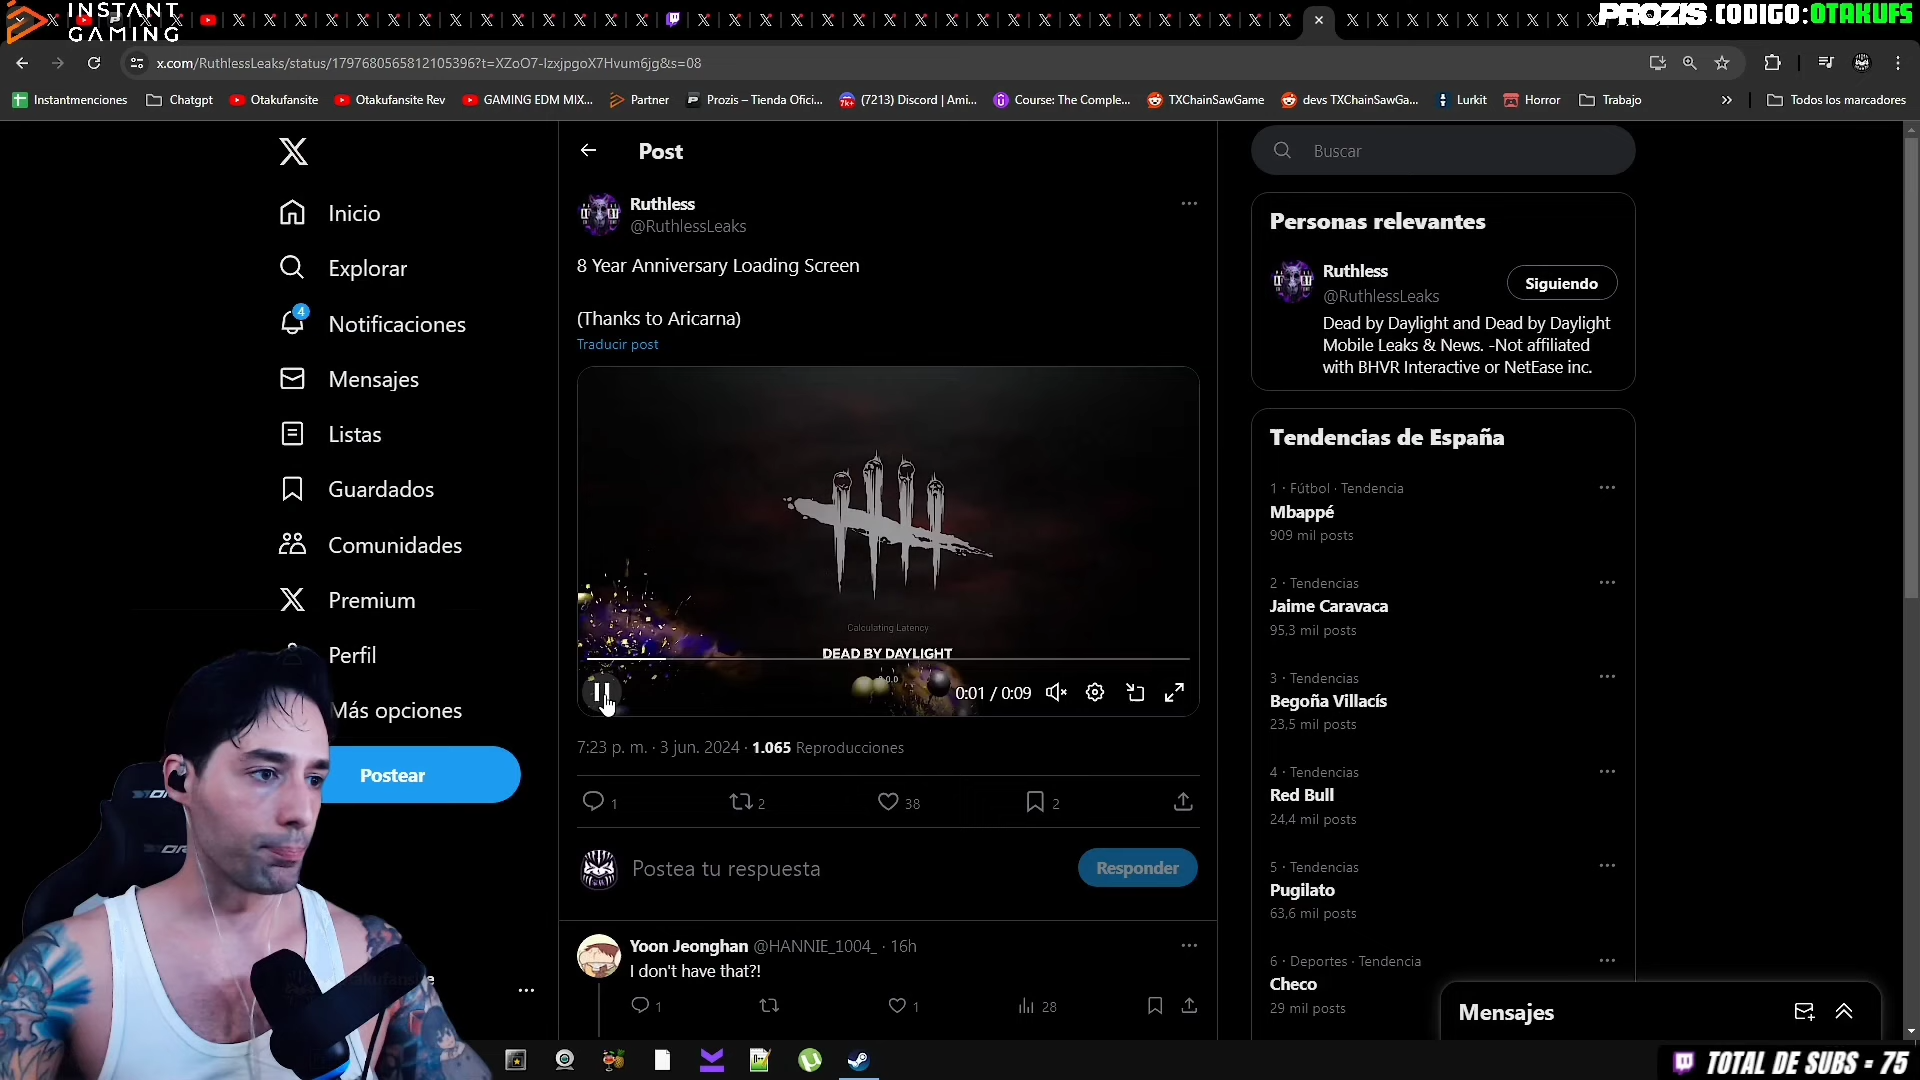 INSTANT
GAMING
PROZIS CODIGO:OTAKUFS
x.com/RuthlessLeaks/status/1797680565812105396?t=XZoO7-lzxjpgoX7Hvum6jg&s=08
Instantmenciones
Chatgpt
Otakufansite
Otakufansite Rev
GAMING EDM MIX...
Partner
Prozis – Tienda Ofici...
(7213) Discord | Ami...
Course: The Comple...
TXChainSawGame
devs TXChainSawGa...
Lurkit
Horror
Trabajo
Todos los marcadores
Inicio
Explorar
4
Notificaciones
Mensajes
Listas
Guardados
Comunidades
Premium
Perfil
Más opciones
Postear
Post
Ruthless
@RuthlessLeaks
8 Year Anniversary Loading Screen
(Thanks to Aricarna)
Traducir post
Calculating Latency
DEAD BY DAYLIGHT
0:01 / 0:09
7:23 p. m. · 3 jun. 2024 · 1.065 Reproducciones
1
2
38
2
Postea tu respuesta
Responder
Yoon Jeonghan @HANNIE_1004_ · 16h
I don't have that?!
1
1
28
Buscar
Personas relevantes
Ruthless
@RuthlessLeaks
Siguiendo
Dead by Daylight and Dead by Daylight
Mobile Leaks & News. -Not affiliated
with BHVR Interactive or NetEase inc.
Tendencias de España
1 · Fútbol · Tendencia
Mbappé
909 mil posts
2 · Tendencias
Jaime Caravaca
95,3 mil posts
3 · Tendencias
Begoña Villacís
23,5 mil posts
4 · Tendencias
Red Bull
24,4 mil posts
5 · Tendencias
Pugilato
63,6 mil posts
6 · Deportes · Tendencia
Checo
29 mil posts
Mensajes
TOTAL DE SUBS = 75